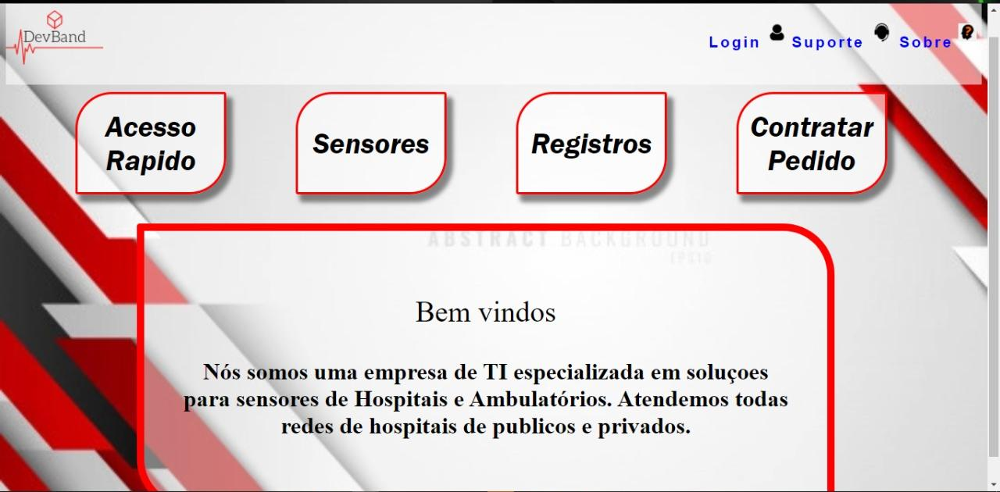 DevBand
Login
Suporte
Sobre
Acesso
Rapido
Sensores
Registros
Contratar
Pedido
ABSTRACT BACKGROUND
EPS10
Bem vindos
Nós somos uma empresa de TI especializada em soluçoes
para sensores de Hospitais e Ambulatórios. Atendemos todas
redes de hospitais de publicos e privados.